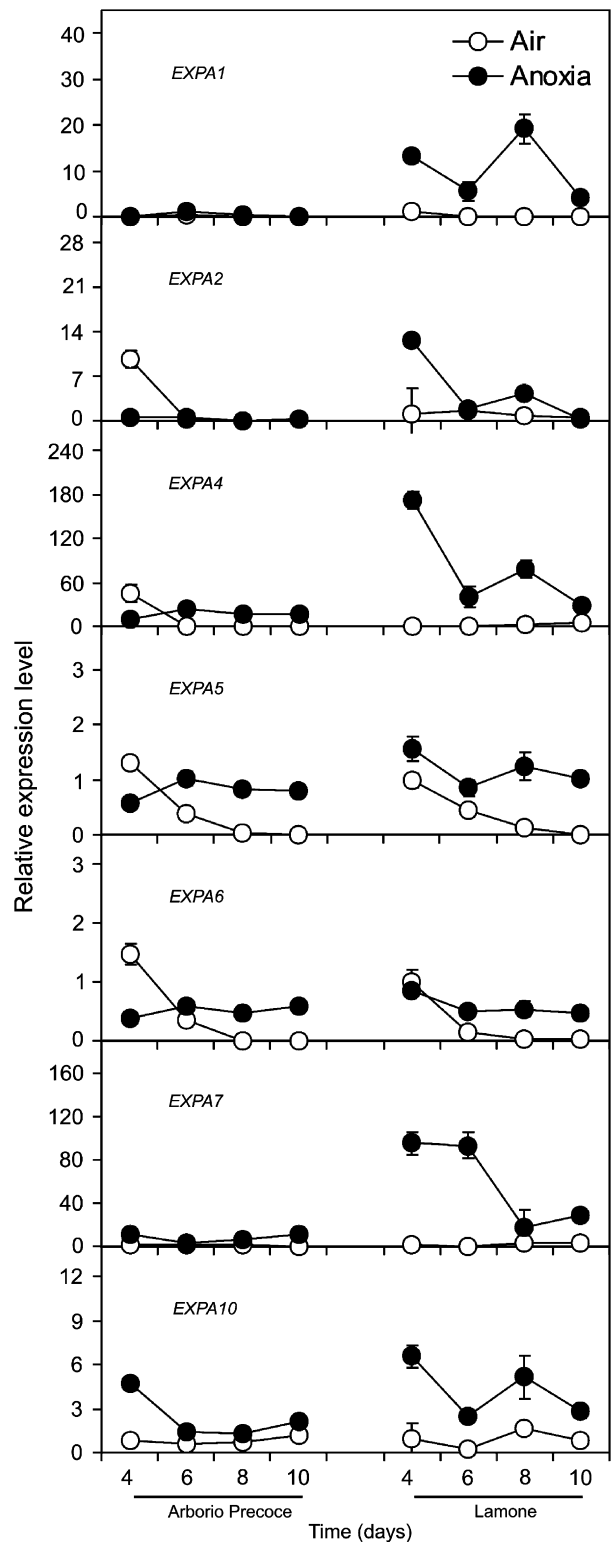 Relative expression level
Air
Anoxia
EXPA1
40
30
20
10
0
EXPA2
28
21
14
7
0
EXPA4
240
180
120
60
0
EXPA5
3
2
1
0
EXPA6
3
2
1
0
EXPA7
160
120
80
40
0
EXPA10
12
9
6
3
0
4 6 8 10 4 6 8 10
Arborio Precoce Lamone
Time (days)